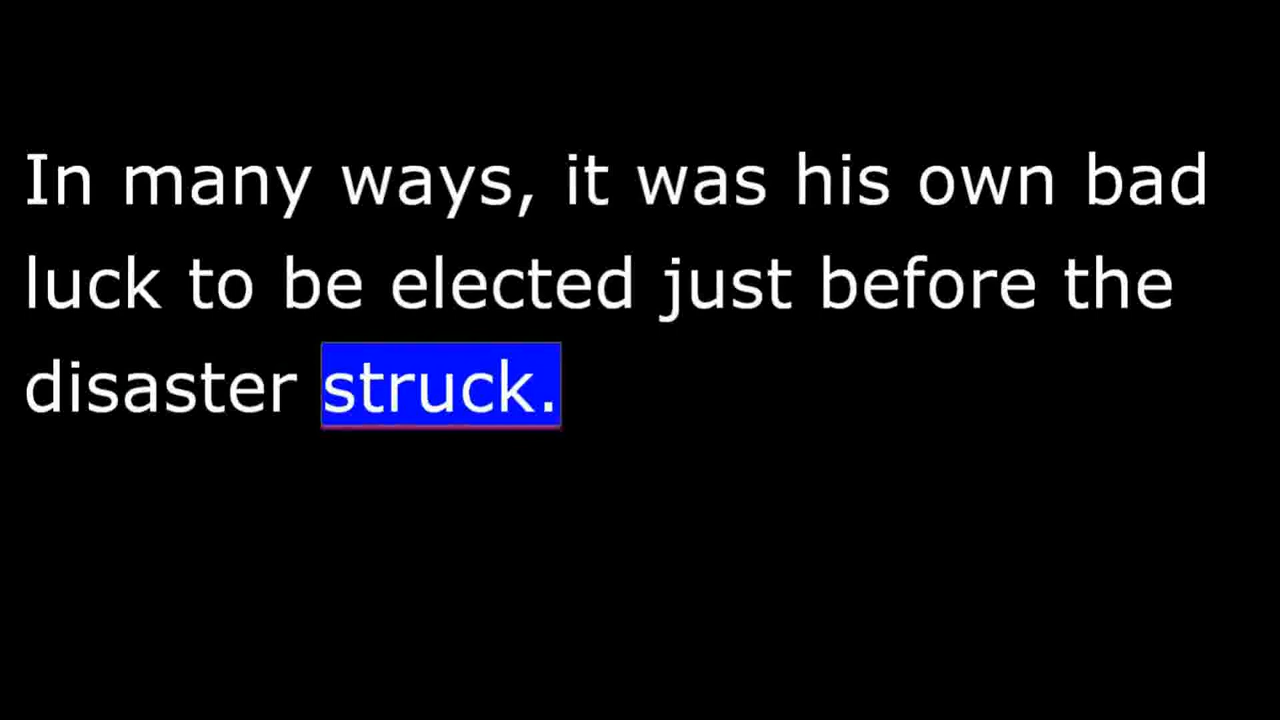 In many ways, it was his own bad
luck to be elected just before the
disaster struck.